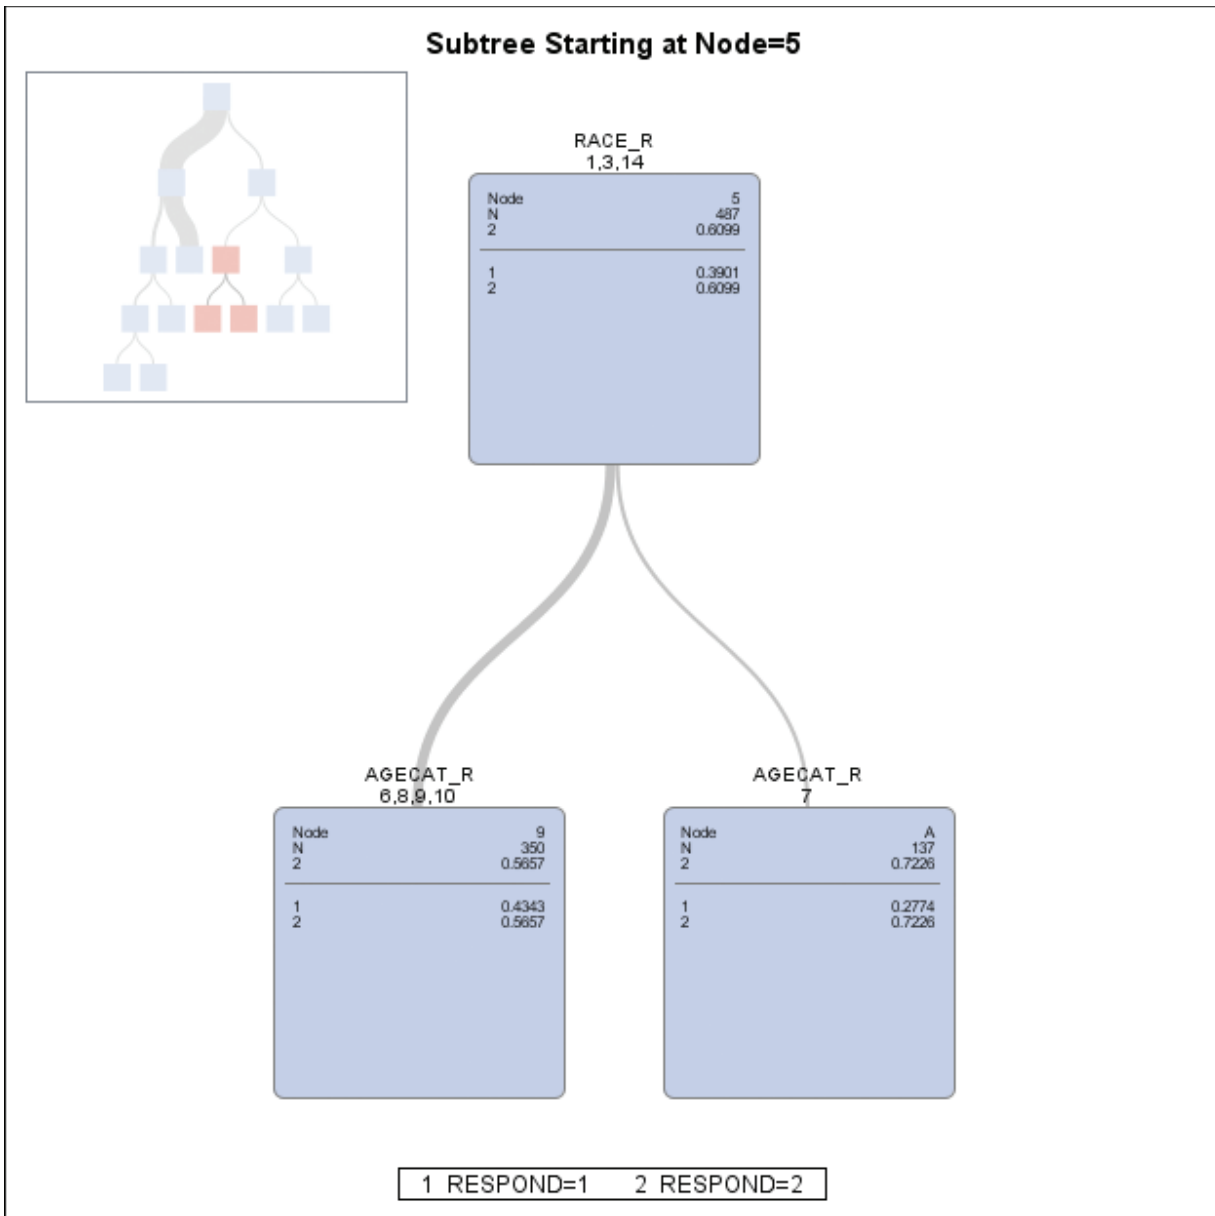 Subtree Starting at Node=5
RACE_R
1,3,14
Node 5
N 487
2 0.6099
1 0.3901
2 0.6099
AGECAT_R
6,8,9,10
Node 9
N 350
2 0.5657
1 0.4343
2 0.5657
AGECAT_R
7
Node A
N 137
2 0.7226
1 0.2774
2 0.7226
1 RESPOND=1 2 RESPOND=2